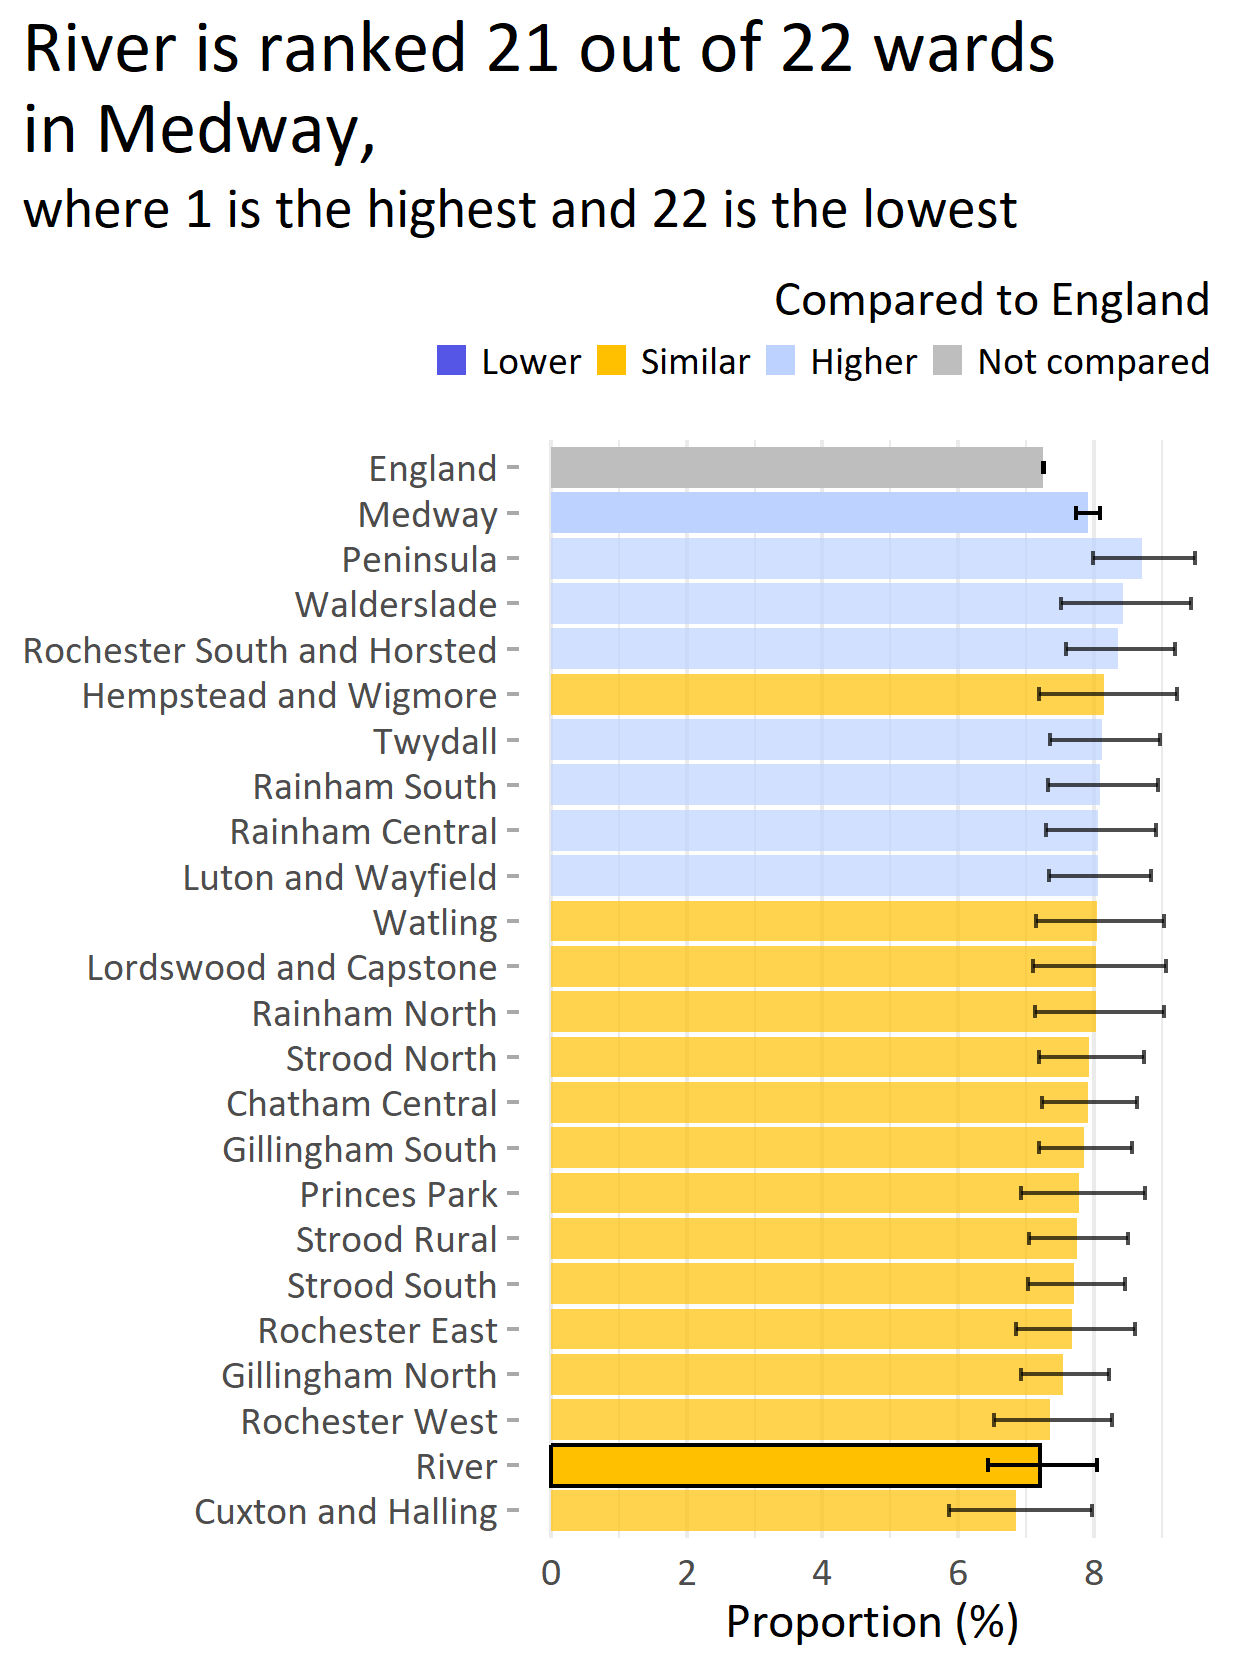 River is ranked 21 out of 22 wards
in Medway,
where 1 is the highest and 22 is the lowest
Compared to England
Lower Similar Higher Not compared
England
Medway
Peninsula
Walderslade
Rochester South and Horsted
Hempstead and Wigmore
Twydall
Rainham South
Rainham Central
Luton and Wayfield
Watling
Lordswood and Capstone
Rainham North
Strood North
Chatham Central
Gillingham South
Princes Park
Strood Rural
Strood South
Rochester East
Gillingham North
Rochester West
River
Cuxton and Halling
0 2 4 6 8
Proportion (%)